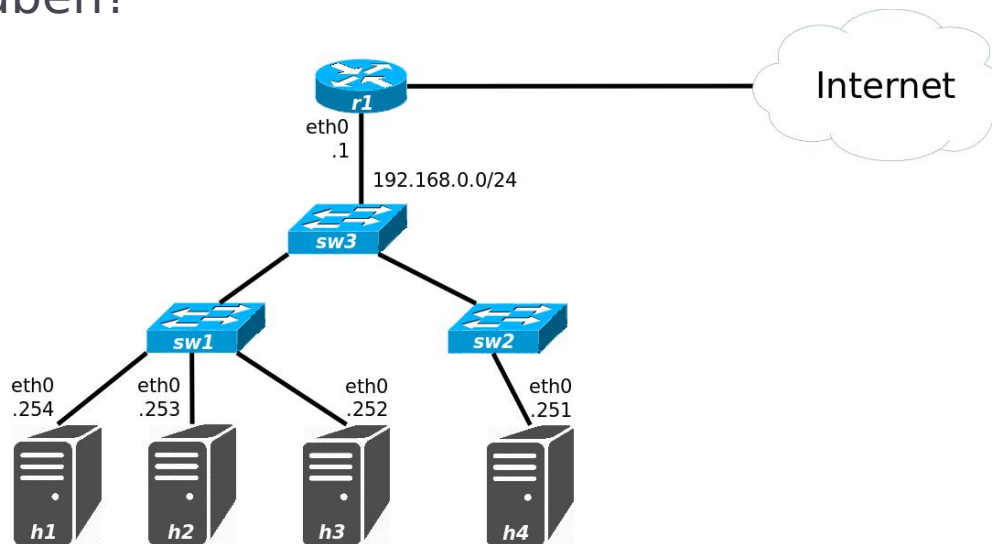 Internet
r1
eth0
.1
192.168.0.0/24
sw3
sw1
sw2
eth0
.254
eth0
.253
eth0
.252
eth0
.251
h1
h2
h3
h4